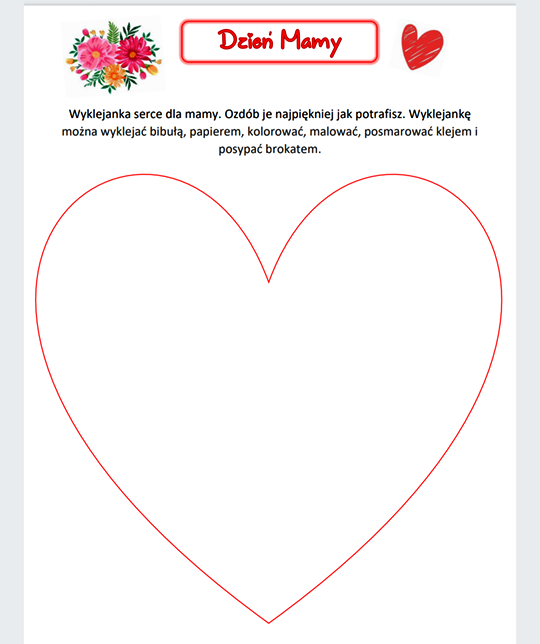 Dzień Mamy
Wyklejanka serce dla mamy. Ozdób je najpiękniej jak potrafisz. Wyklejankę
można wyklejać bibułą, papierem, kolorować, malować, posmarować klejem i
posypać brokatem.